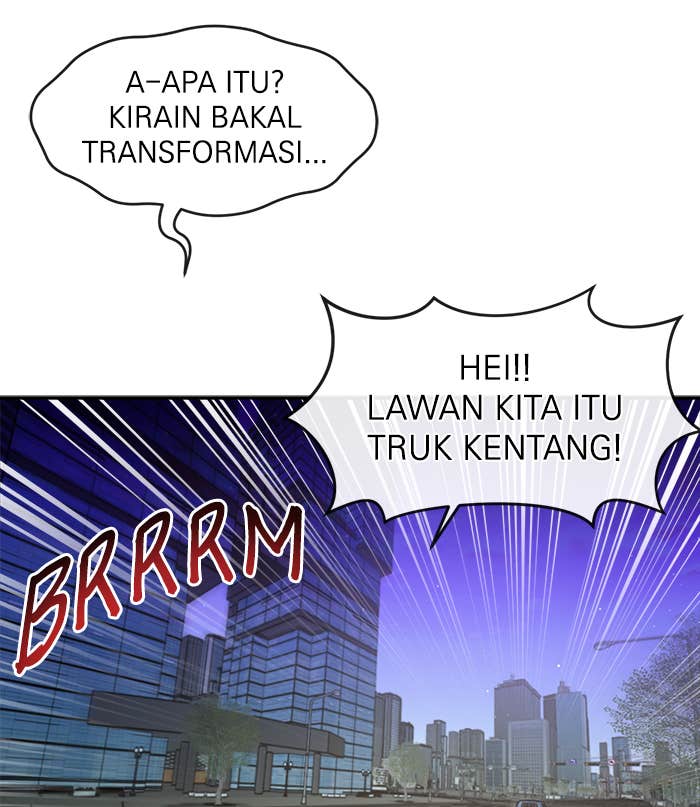 A-APA ITU?
KIRAIN BAKAL
TRANSFORMASI...
HEI!!
LAWAN KITA ITU
TRUK KENTANG!
BRRRM